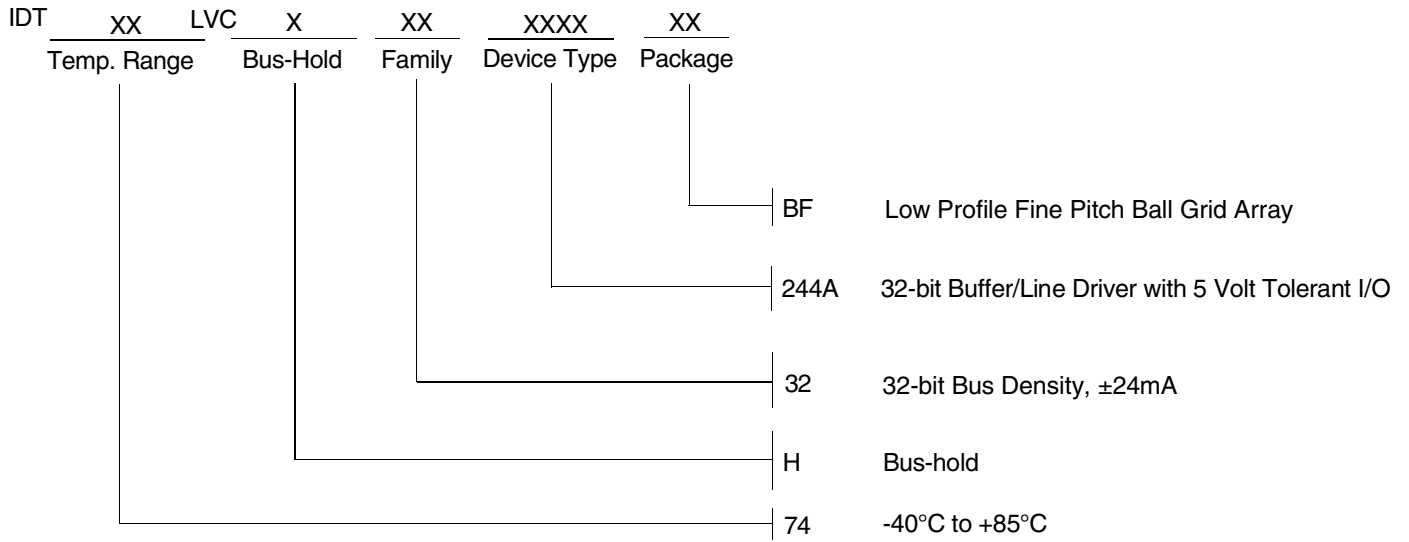 IDT XX LVC X XX XXXX XX
Temp. Range Bus-Hold Family Device Type Package
BF Low Profile Fine Pitch Ball Grid Array
244A 32-bit Buffer/Line Driver with 5 Volt Tolerant I/O
32 32-bit Bus Density, ±24mA
H Bus-hold
74 -40°C to +85°C